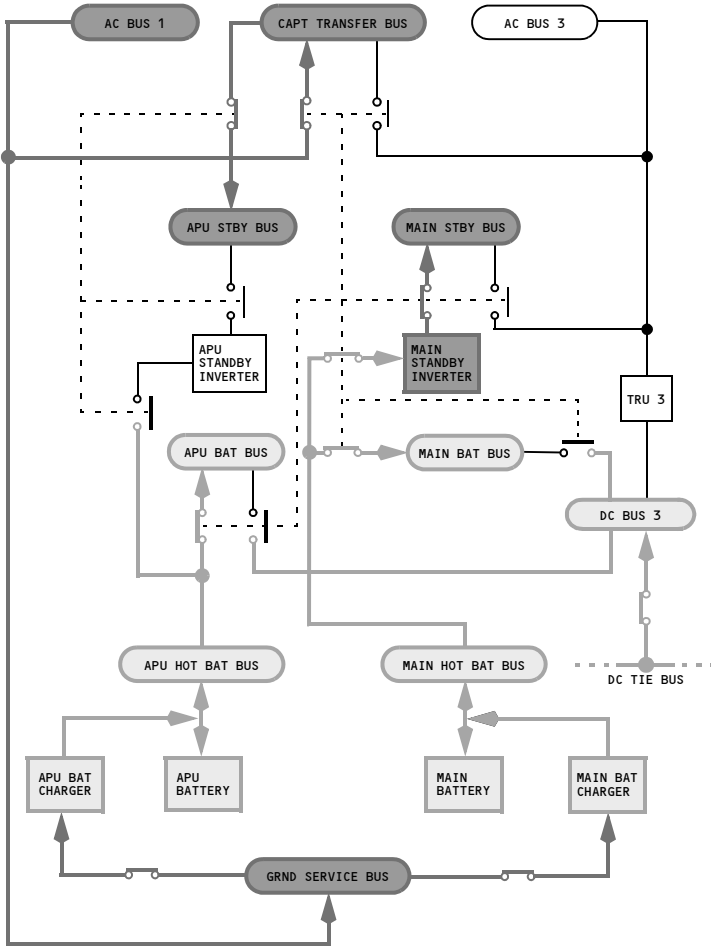 AC BUS 1
CAPT TRANSFER BUS
AC BUS 3
APU STBY BUS
MAIN STBY BUS
APU
STANDBY
INVERTER
MAIN
STANDBY
INVERTER
TRU 3
APU BAT BUS
MAIN BAT BUS
DC BUS 3
APU HOT BAT BUS
MAIN HOT BAT BUS
DC TIE BUS
APU BAT
CHARGER
APU
BATTERY
MAIN
BATTERY
MAIN BAT
CHARGER
GRND SERVICE BUS